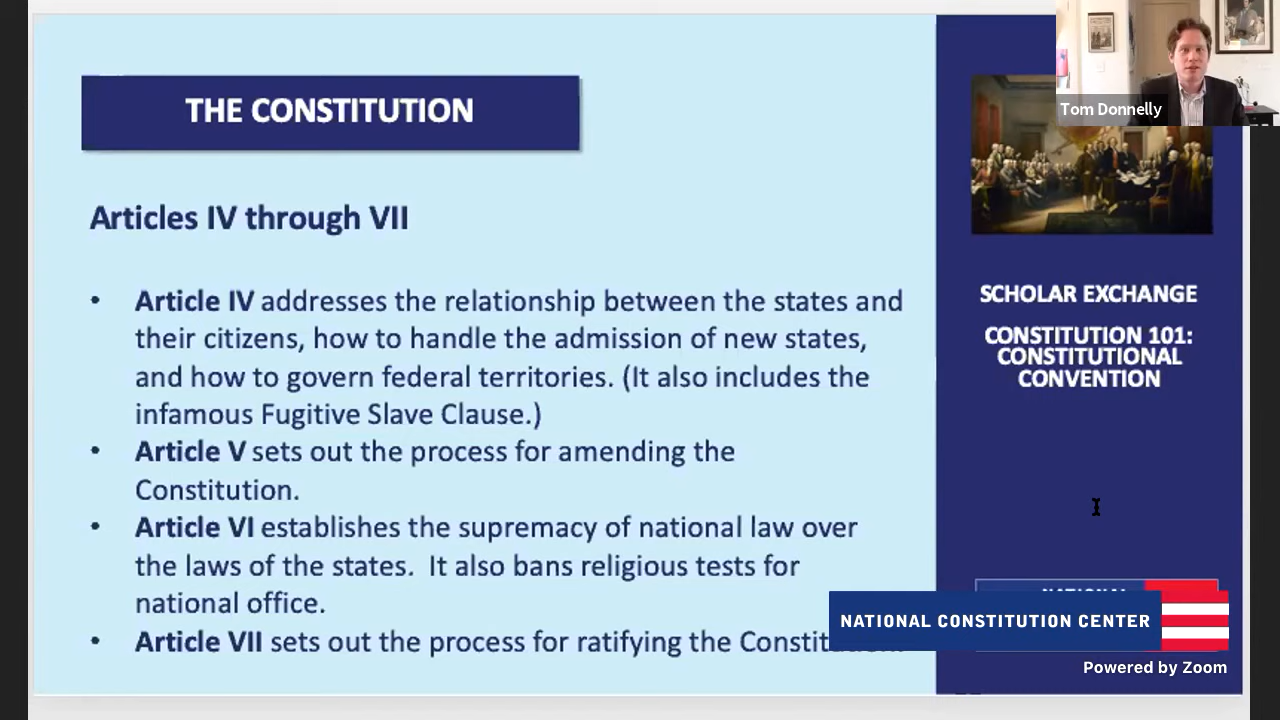 THE CONSTITUTION
Articles IV through VII
• Article IV addresses the relationship between the states and
their citizens, how to handle the admission of new states,
and how to govern federal territories. (It also includes the
infamous Fugitive Slave Clause.)
• Article V sets out the process for amending the
Constitution.
• Article VI establishes the supremacy of national law over
the laws of the states.  It also bans religious tests for
national office.
• Article VII sets out the process for ratifying the
Tom Donnelly
SCHOLAR EXCHANGE
CONSTITUTION 101:
CONSTITUTIONAL
CONVENTION
NATIONAL CONSTITUTION CENTER
Powered by Zoom